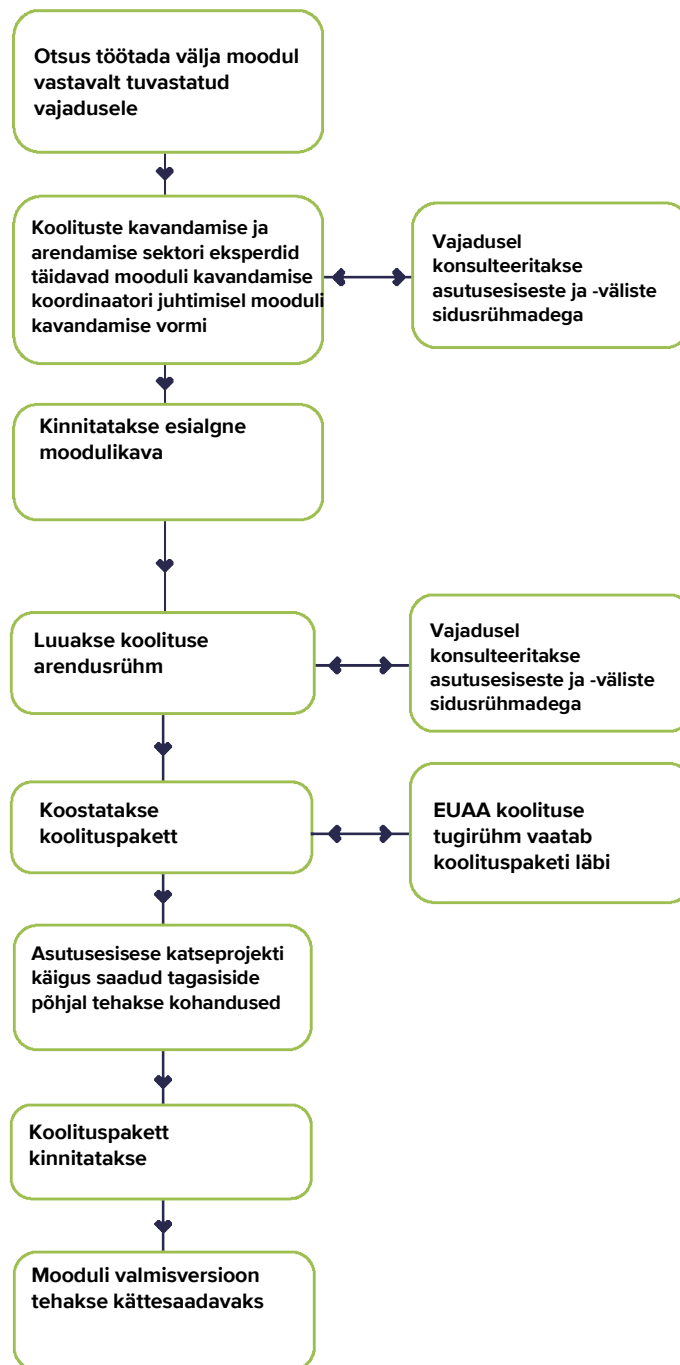 Otsus töötada välja moodul
vastavalt tuvastatud
vajadusele
Koolituste kavandamise ja
arendamise sektori eksperdid
täidavad mooduli kavandamise
koordinaatori juhtimisel mooduli
kavandamise vormi
Vajadusel
konsulteeritakse
asutusesiseste ja -väliste
sidusrühmadega
Kinnitatakse esialgne
moodulikava
Luuakse koolituse
arendusrühm
Vajadusel
konsulteeritakse
asutusesiseste ja -väliste
sidusrühmadega
Koostatakse
koolituspakett
EUAA koolituse
tugirühm vaatab
koolituspaketi läbi
Asutusesisese katseprojekti
käigus saadud tagasiside
põhjal tehakse kohandused
Koolituspakett
kinnitatakse
Mooduli valmisversioon
tehakse kättesaadavaks